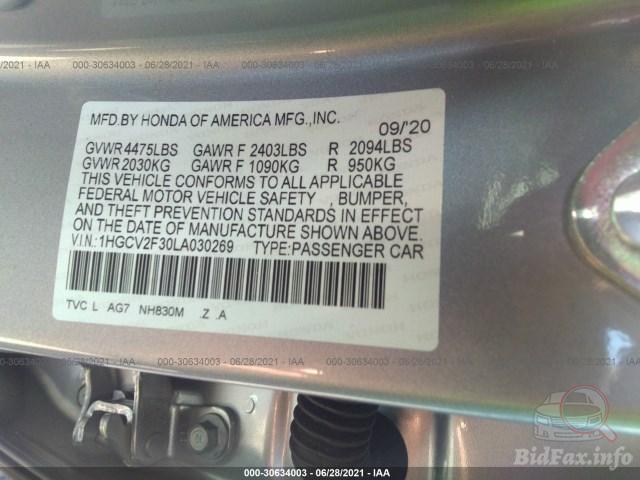 06/28/2021 - IAA 000-30634003 - 06/28/2021 - IAA 000-30634003 - 06/28/2021 - IAA
MFD.BY HONDA OF AMERICA MFG.,INC. 09/'20
GVWR 4475LBS GAWR F 2403LBS R 2094LBS
GVWR 2030KG GAWR F 1090KG R 950KG
THIS VEHICLE CONFORMS TO ALL APPLICABLE
FEDERAL MOTOR VEHICLE SAFETY , BUMPER,
AND THEFT PREVENTION STANDARDS IN EFFECT
ON THE DATE OF MANUFACTURE SHOWN ABOVE.
V.I.N.: 1HGCV2F30LA030269 TYPE:PASSENGER CAR
TVC L AG7 NH830M .Z .A
000-30634003 - 06/28/2021 - IAA
BidFax.info
000-30634003 - 06/28/2021 - IAA